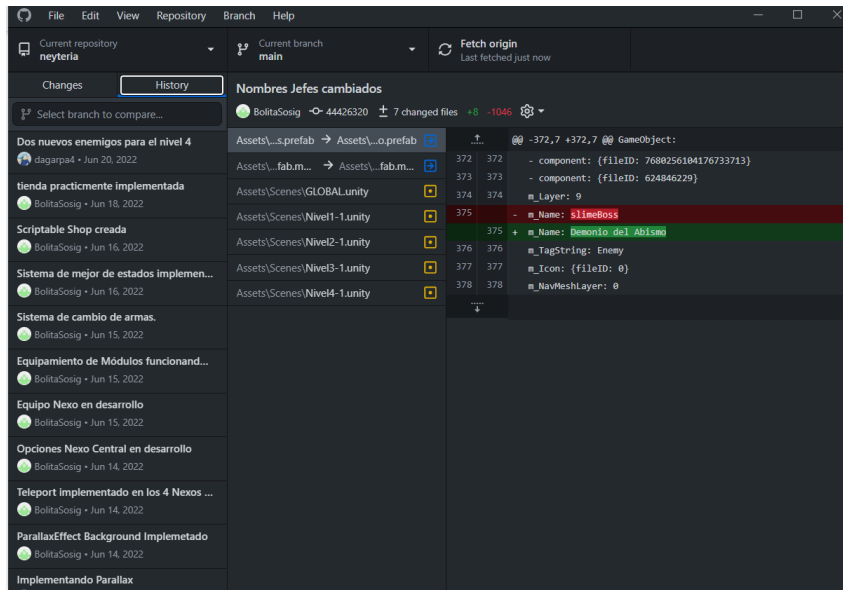 File Edit View Repository Branch Help
Current repository
neyteria
Current branch
main
Fetch origin
Last fetched just now
Changes History
Select branch to compare...
Dos nuevos enemigos para el nivel 4
dagarpa4 • Jun 20, 2022
tienda practicmente implementada
BolitaSosig • Jun 18, 2022
Scriptable Shop creada
BolitaSosig • Jun 16, 2022
Sistema de mejor de estados implemen...
BolitaSosig • Jun 16, 2022
Sistema de cambio de armas.
BolitaSosig • Jun 15, 2022
Equipamiento de Módulos funcionand...
BolitaSosig • Jun 15, 2022
Equipo Nexo en desarrollo
BolitaSosig • Jun 15, 2022
Opciones Nexo Central en desarrollo
BolitaSosig • Jun 14, 2022
Teleport implementado en los 4 Nexos ...
BolitaSosig • Jun 14, 2022
ParallaxEffect Background Implemetado
BolitaSosig • Jun 14, 2022
Implementando Parallax
Nombres Jefes cambiados
BolitaSosig 44426320 7 changed files +8 -1046
Assets\...s.prefab → Assets\...o.prefab
Assets\...fab.m... → Assets\...fab.m...
Assets\Scenes\GLOBAL.unity
Assets\Scenes\Nivel1-1.unity
Assets\Scenes\Nivel2-1.unity
Assets\Scenes\Nivel3-1.unity
Assets\Scenes\Nivel4-1.unity
@@ -372,7 +372,7 @@ GameObject:
372 372 - component: {fileID: 7680256104176733713}
373 373 - component: {fileID: 624846229}
374 374 m_Layer: 9
375 - m_Name: slimeBoss
375 + m_Name: Demonio del Abismo
376 376 m_TagString: Enemy
377 377 m_Icon: {fileID: 0}
378 378 m_NavMeshLayer: 0